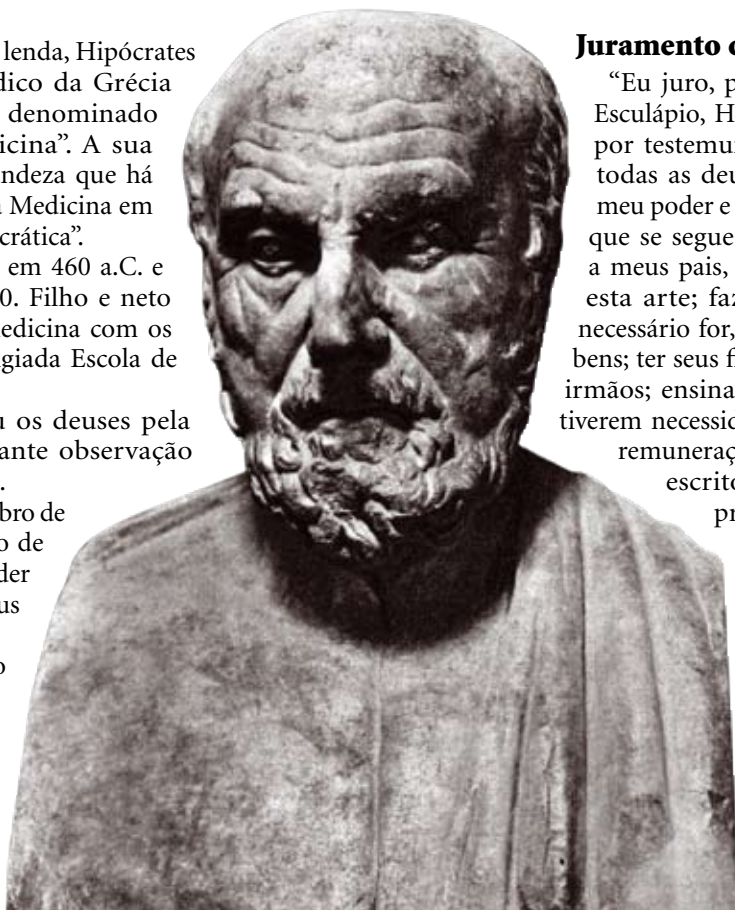 lenda, Hipócrates
dico da Grécia
denominado
icina”. A sua
ndeza que há
a Medicina em
crática”.
em 460 a.C. e
0. Filho e neto
edicina com os
giada Escola de
u os deuses pela
ante observação
.
bro de
o de
der
us
o
Juramento d
“Eu juro, p
Esculápio, H
por testemu
todas as deu
meu poder e
que se segue
a meus pais,
esta arte; faz
necessário for,
bens; ter seus fi
irmãos; ensina
tiverem necessid
remuneraç
escrito
pr